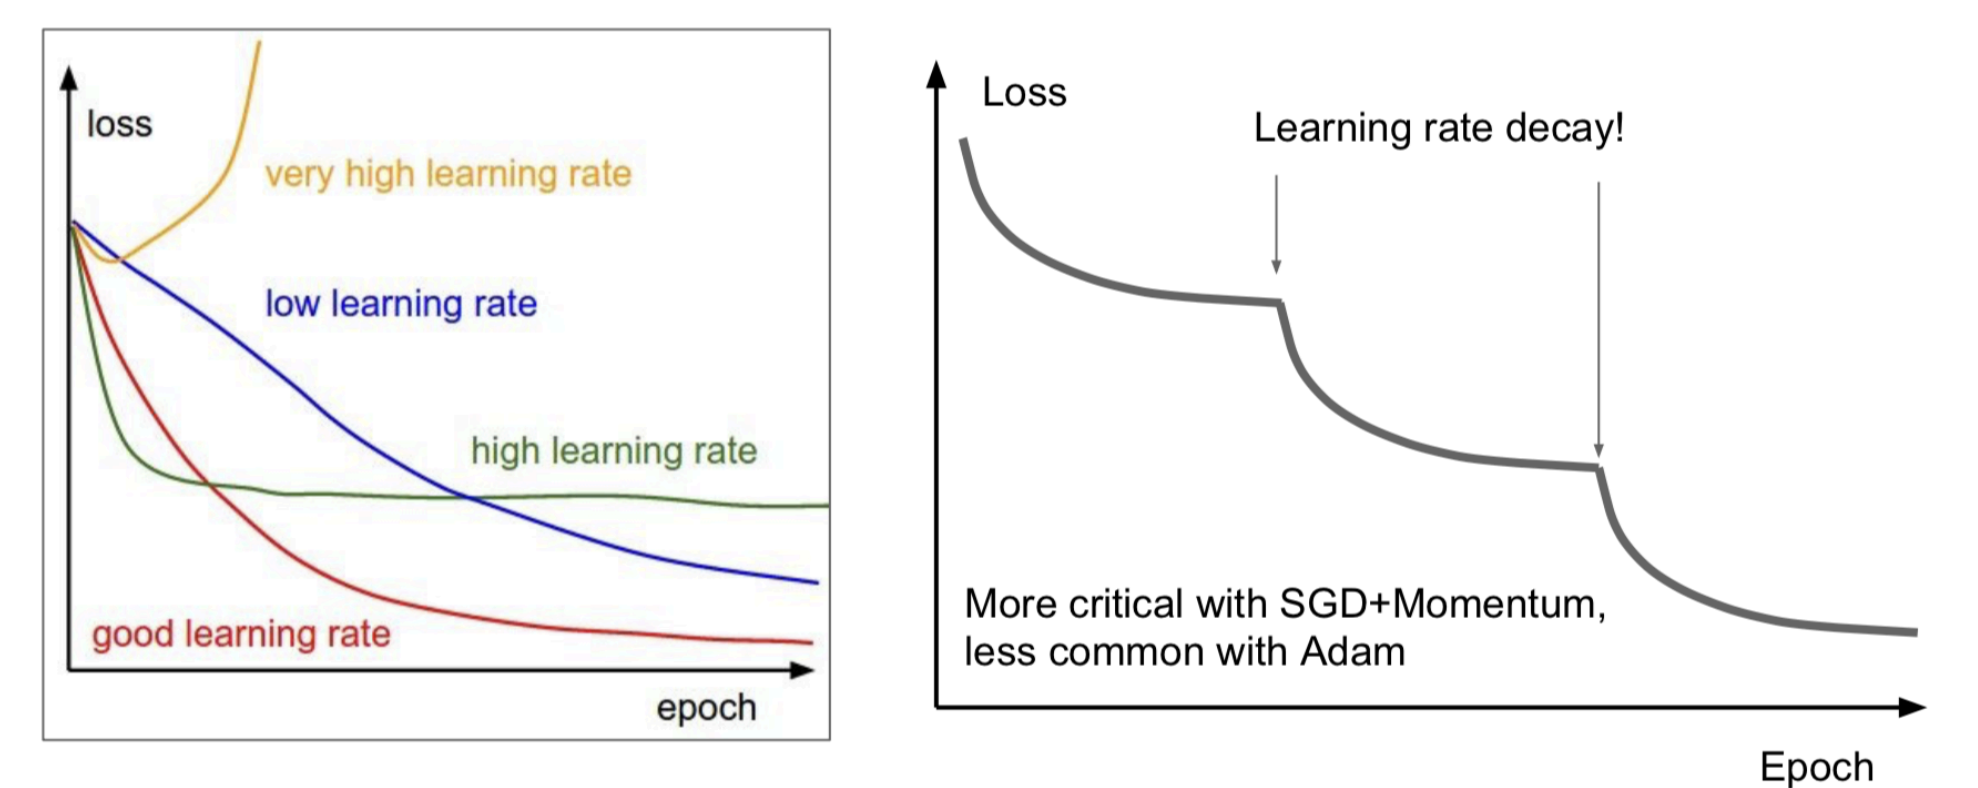 loss
very high learning rate
low learning rate
high learning rate
good learning rate
epoch
Loss
Learning rate decay!
More critical with SGD+Momentum,
less common with Adam
Epoch